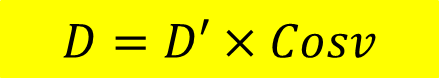 D = D′ × Cosv